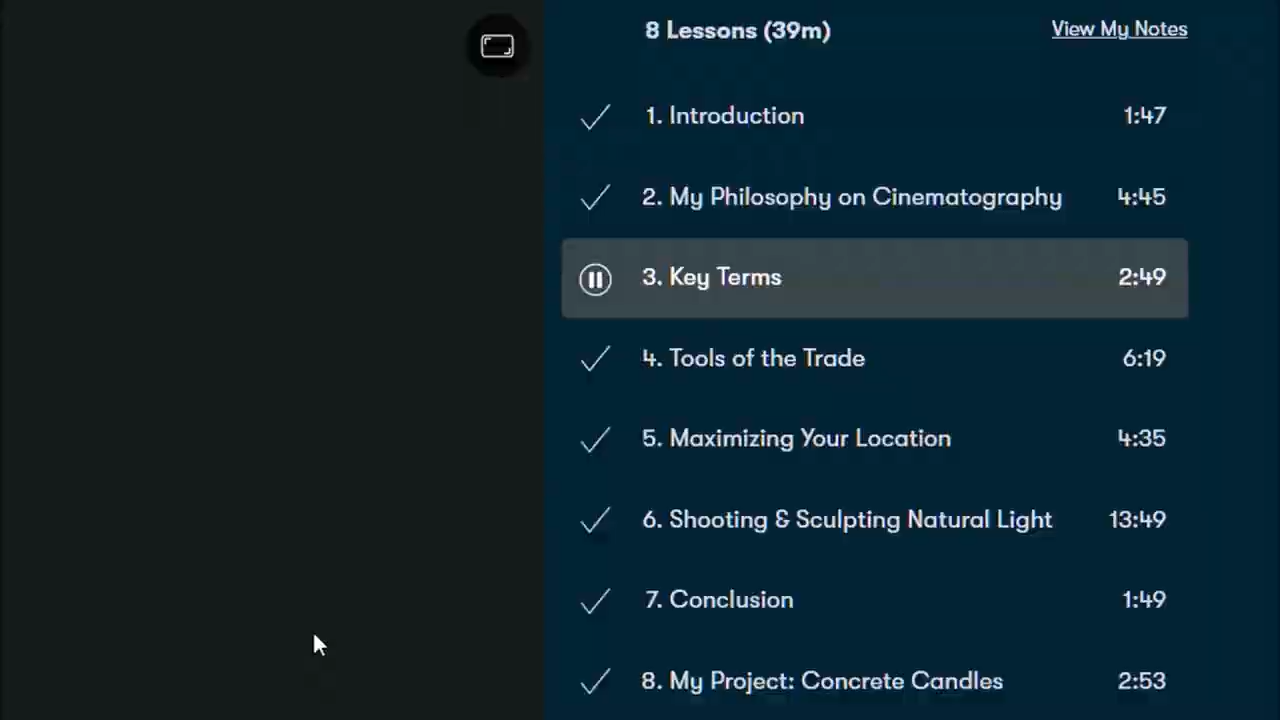 8 Lessons (39m) View My Notes
1. Introduction 1:47
2. My Philosophy on Cinematography 4:45
3. Key Terms 2:49
4. Tools of the Trade 6:19
5. Maximizing Your Location 4:35
6. Shooting & Sculpting Natural Light 13:49
7. Conclusion 1:49
8. My Project: Concrete Candles 2:53